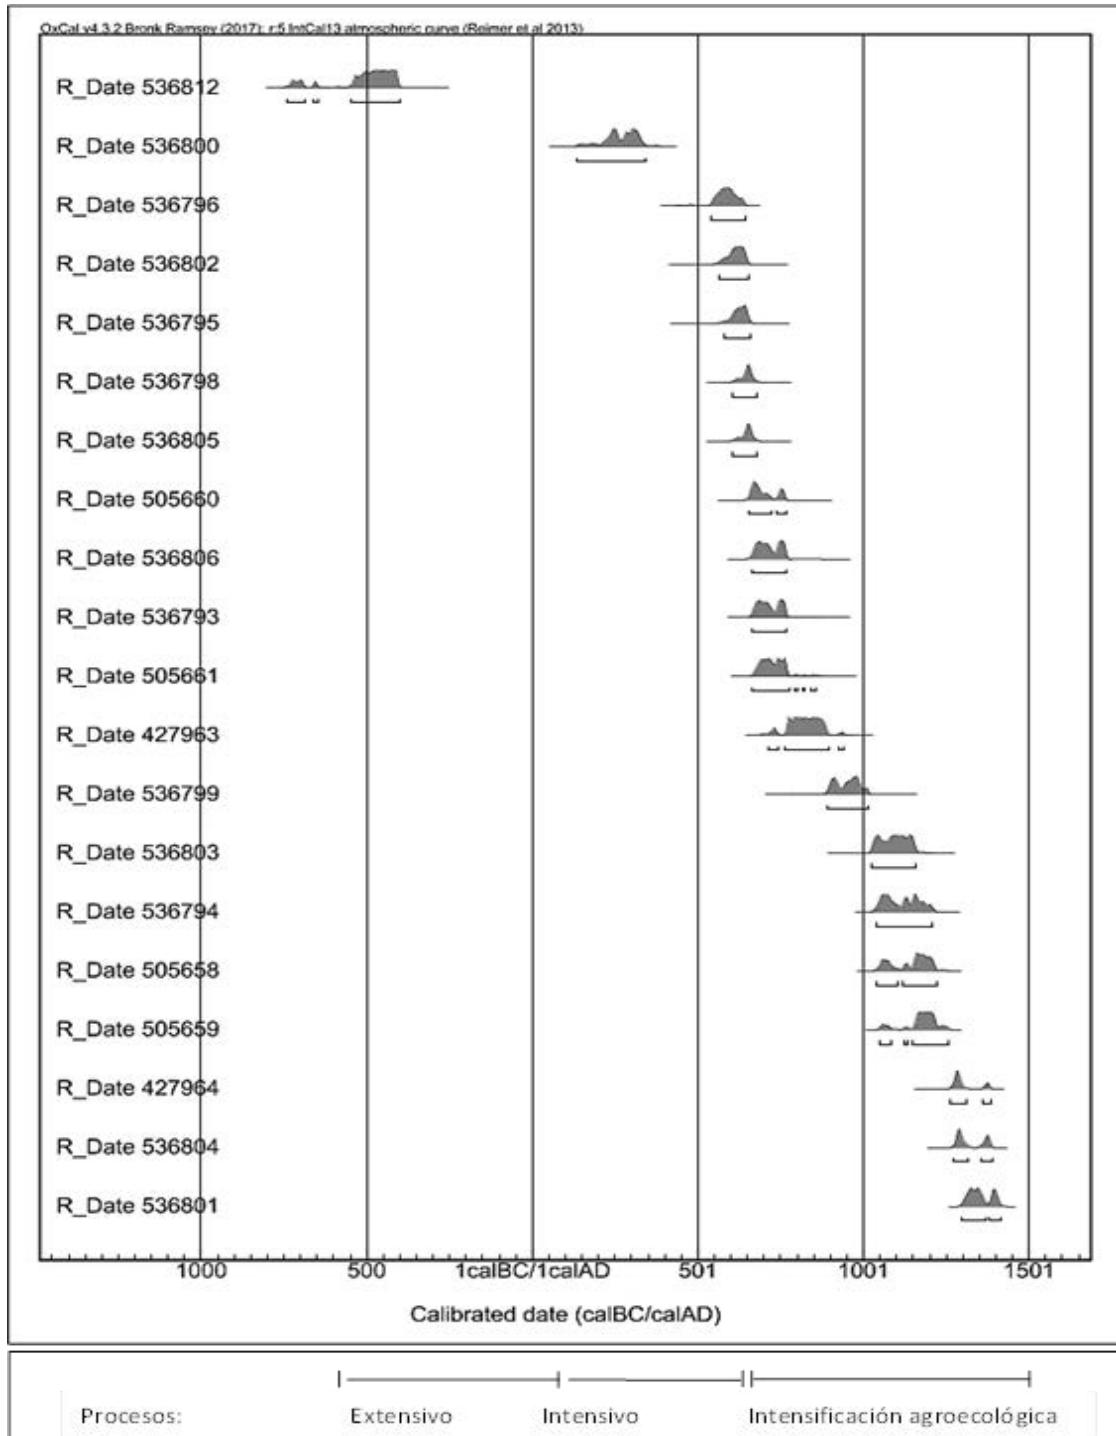 OxCal v4.3.2 Bronk Ramsey (2017); r:5 IntCal13 atmospheric curve (Reimer et al 2013)
R_Date 536812
R_Date 536800
R_Date 536796
R_Date 536802
R_Date 536795
R_Date 536798
R_Date 536805
R_Date 505660
R_Date 536806
R_Date 536793
R_Date 505661
R_Date 427963
R_Date 536799
R_Date 536803
R_Date 536794
R_Date 505658
R_Date 505659
R_Date 427964
R_Date 536804
R_Date 536801
1000 500 1calBC/1calAD 501 1001 1501
Calibrated date (calBC/calAD)
Procesos: Extensivo Intensivo Intensificación agroecológica